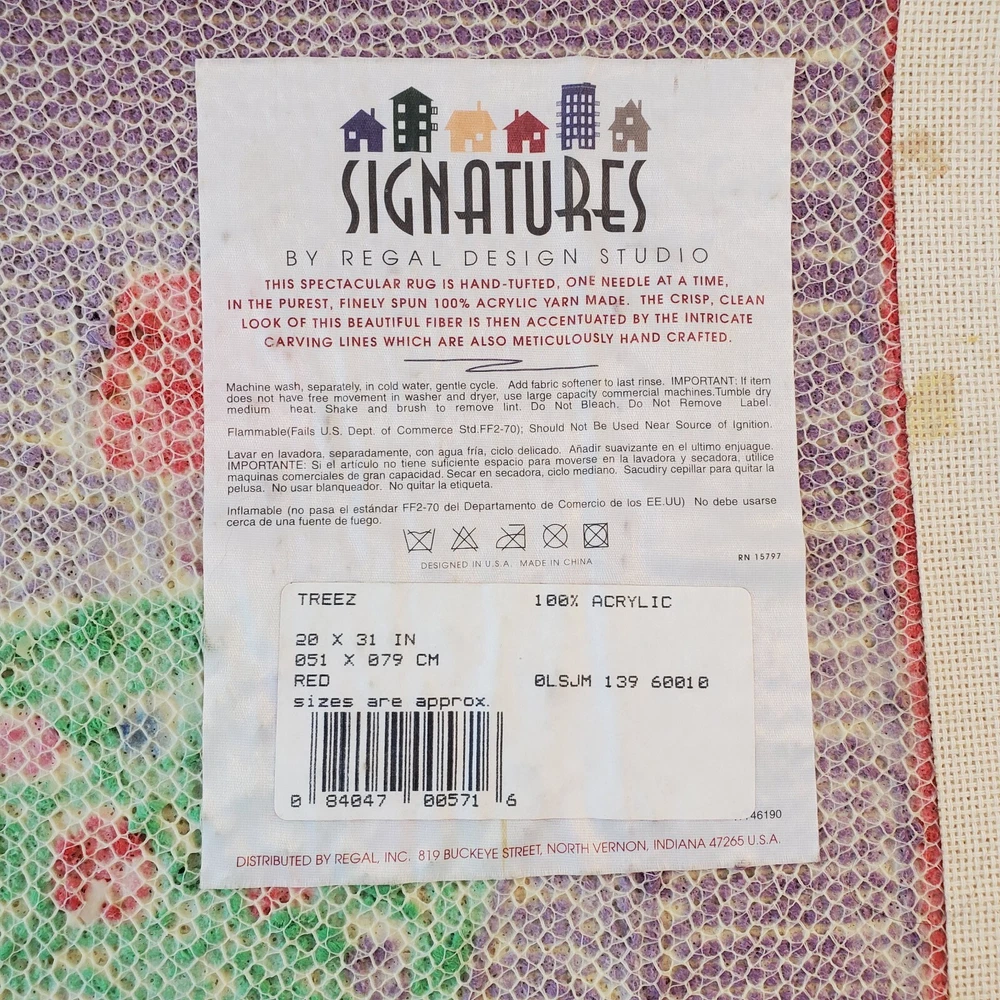 SIGNATURES
BY REGAL DESIGN STUDIO
THIS SPECTACULAR RUG IS HAND-TUFTED, ONE NEEDLE AT A TIME,
IN THE PUREST, FINELY SPUN 100% ACRYLIC YARN MADE. THE CRISP, CLEAN
LOOK OF THIS BEAUTIFUL FIBER IS THEN ACCENTUATED BY THE INTRICATE
CARVING LINES WHICH ARE ALSO METICULOUSLY HAND CRAFTED.
Machine wash, separately, in cold water, gentle cycle. Add fabric softener to last rinse. IMPORTANT: If item
does not have free movement in washer and dryer, use large capacity commercial machines.Tumble dry
medium heat. Shake and brush to remove lint. Do Not Bleach. Do Not Remove Label.
Flammable(Fails U.S. Dept. of Commerce Std.FF2-70); Should Not Be Used Near Source of Ignition.
Lavar en lavadora, separadamente, con agua fría, ciclo delicado. Añadir suavizante en el ultimo enjuague.
IMPORTANTE: Si el artículo no tiene suficiente espacio para moverse en la lavadora y secadora, utilice
maquinas comerciales de gran capacidad. Secar en secadora, ciclo mediano. Sacudiry cepillar para quitar la
pelusa. No usar blanqueador. No quitar la etiqueta.
Inflamable (no pasa el estándar FF2-70 del Departamento de Comercio de los EE.UU) No debe usarse
cerca de una fuente de fuego.
DESIGNED IN U.S.A. MADE IN CHINA
RN 15797
TREEZ 100% ACRYLIC
20 X 31 IN
051 X 079 CM
RED 0LSJM 139 60010
sizes are approx.
0 84047 00571 6
46190
DISTRIBUTED BY REGAL, INC. 819 BUCKEYE STREET, NORTH VERNON, INDIANA 47265 U.S.A.